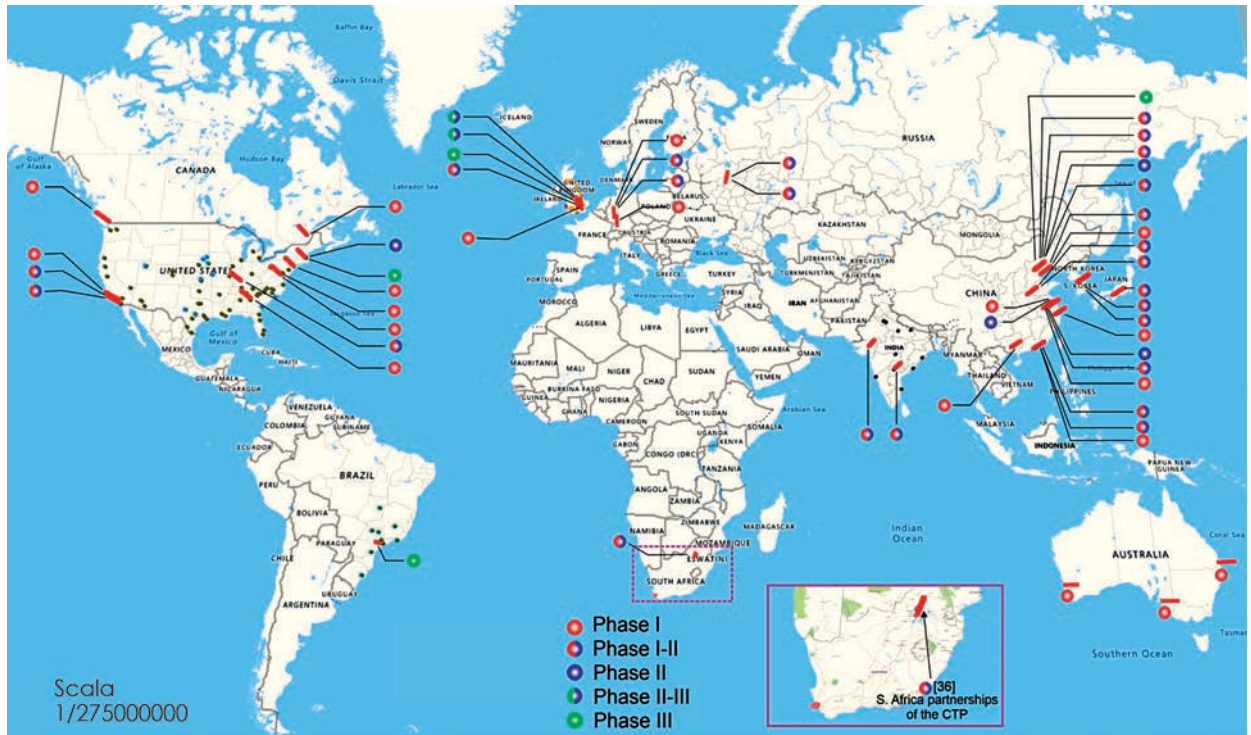 Baffin Bay
Davis Strait
ICELAND
SWEDEN
NORWAY
RUSSIA
Gulf
of Alaska
Hudson Bay
CANADA
Labrador Sea
UNITED
KINGDOM
IRELAND
DENMARK
BELARUS
POLAND
UKRAINE
FRANCE
AUSTRIA
ROMANIA
KAZAKHSTAN
MONGOLIA
ITALY
Black Sea
UZBEKISTAN
KYRGYZSTAN
UNITED STATES
SPAIN
PORTUGAL
GREECE
TURKEY
TURKMENISTAN
TAJIKISTAN
NORTH KOREA
S. KOREA
JAPAN
Sargasso Sea
Mediterranean Sea
SYRIA
IRAQ
IRAN
AFGHANISTAN
CHINA
MOROCCO
PAKISTAN
Gulf of
Mexico
ALGERIA
LIBYA
EGYPT
MEXICO
CUBA
HAITI
SAUDI ARABIA
OMAN
INDIA
MYANMAR
MAURITANIA
MALI
NIGER
SUDAN
YEMEN
THAILAND
VIETNAM
GUATEMALA
NICARAGUA
CHAD
BURKINA FASO
GUINEA
NIGERIA
Arabian Sea
PHILIPPINES
VENEZUELA
GUYANA
GHANA
SOUTH SUDAN
CAMEROON
SOMALIA
COLOMBIA
SURINAME
UGANDA
MALAYSIA
ECUADOR
GABON
KENYA
CONGO (DRC)
INDONESIA
BRAZIL
TANZANIA
PAPUA NEW
GUINEA
PERU
ANGOLA
ZAMBIA
BOLIVIA
ZIMBABWE
MADAGASCAR
Indian
Ocean
NAMIBIA
MOZAMBIQUE
Coral Sea
PARAGUAY
CHILE
ESWATINI
AUSTRALIA
SOUTH AFRICA
URUGUAY
ARGENTINA
Phase I
Phase I-II
Phase II
Phase II-III
Phase III
Southern Ocean
Scala
1/275000000
[36]
S. Africa partnerships
of the CTP